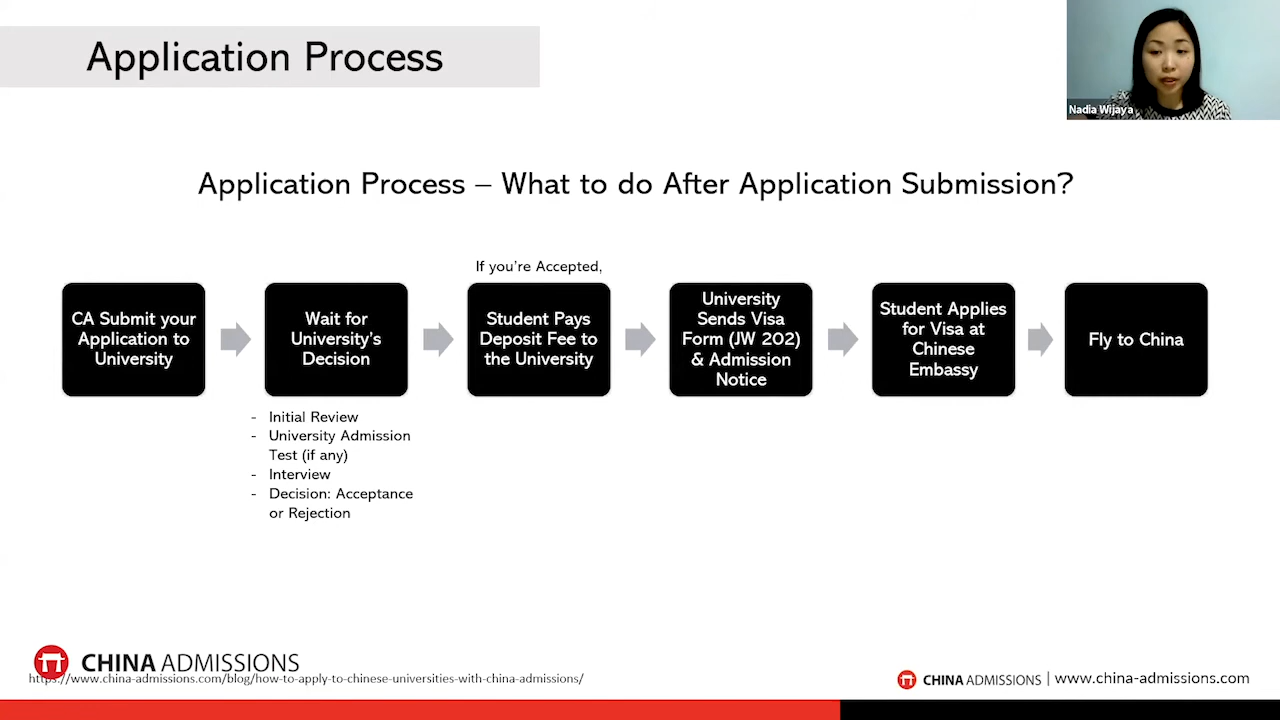 Application Process
Nadia Wijaya
Application Process – What to do After Application Submission?
If you're Accepted,
CA Submit your
Application to
University
Wait for
University's
Decision
Student Pays
Deposit Fee to
the University
University
Sends Visa
Form (JW 202)
& Admission
Notice
Student Applies
for Visa at
Chinese
Embassy
Fly to China
- Initial Review
- University Admission
Test (if any)
- Interview
- Decision: Acceptance
or Rejection
CHINA ADMISSIONS
https://www.china-admissions.com/blog/how-to-apply-to-chinese-universities-with-china-admissions/
CHINA ADMISSIONS | www.china-admissions.com